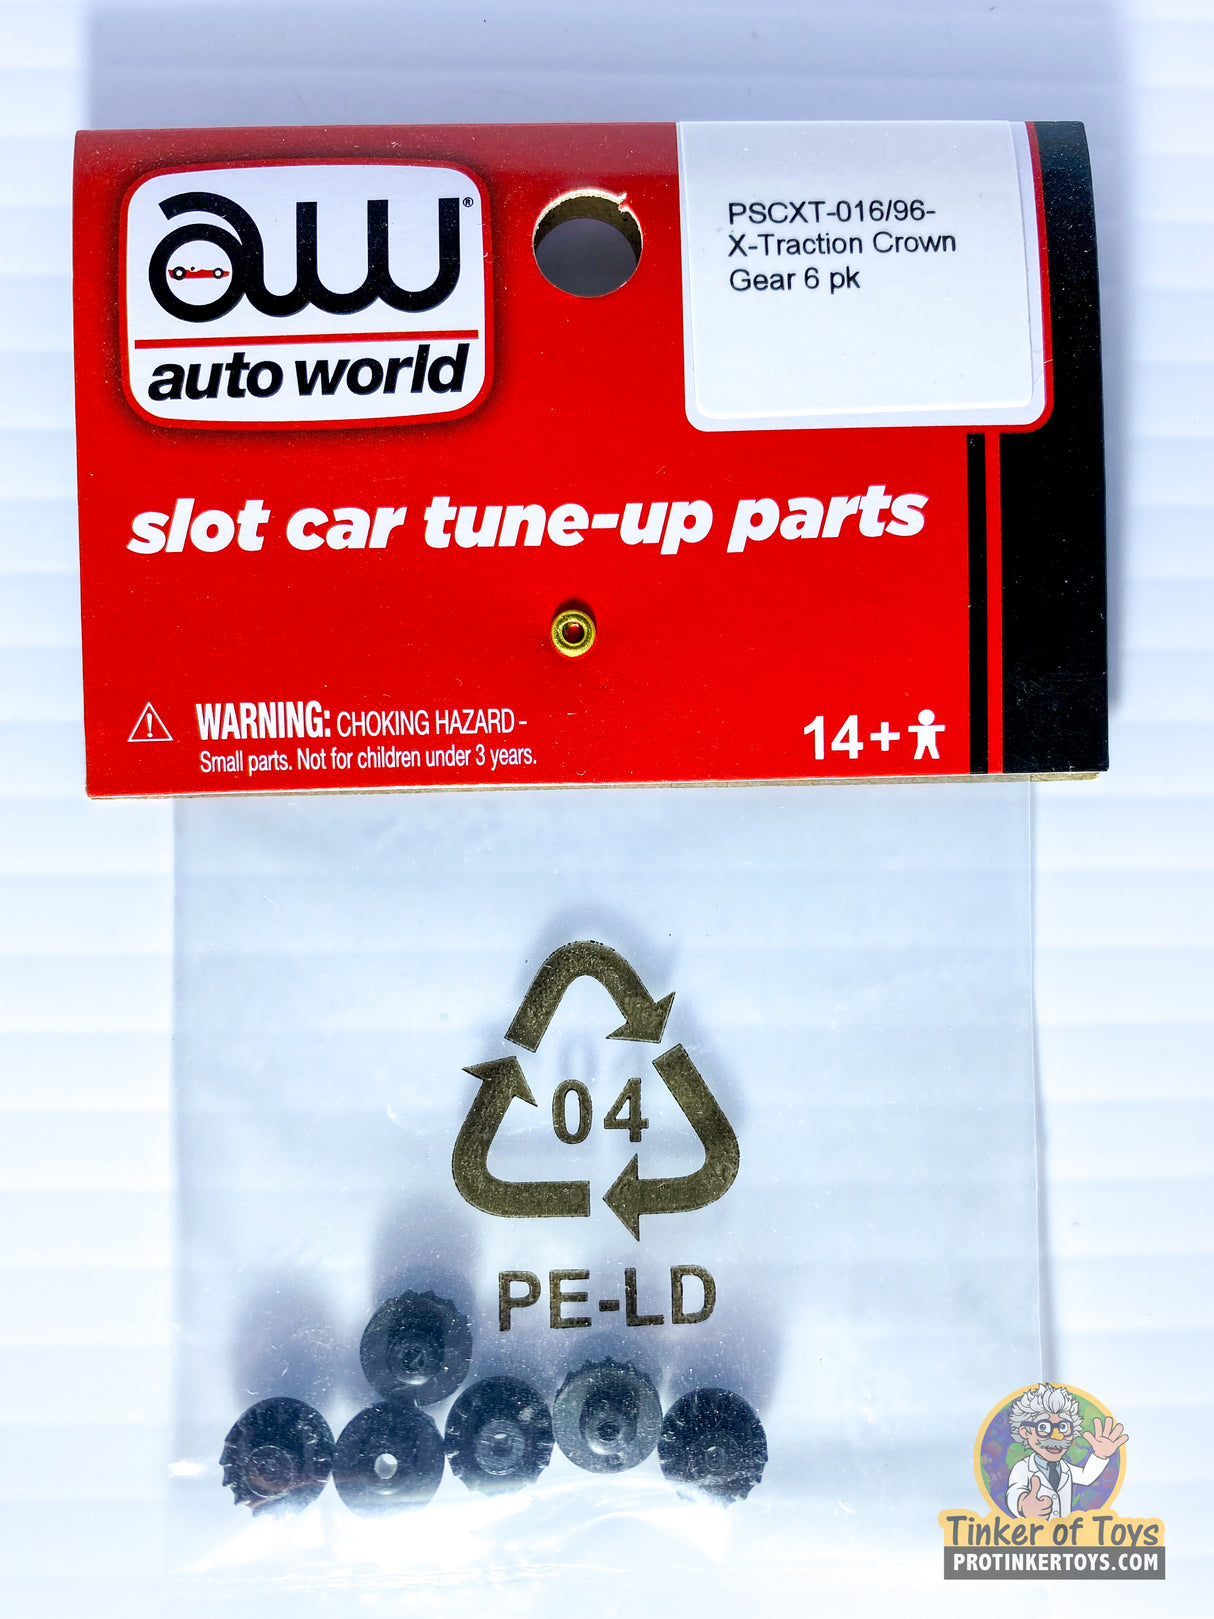 aw®
auto world
PSCXT-016/96-
X-Traction Crown
Gear 6 pk
slot car tune-up parts
WARNING: CHOKING HAZARD -
Small parts. Not for children under 3 years.
14+
04
PE-LD
Tinker of Toys
PROTINKERTOYS.COM